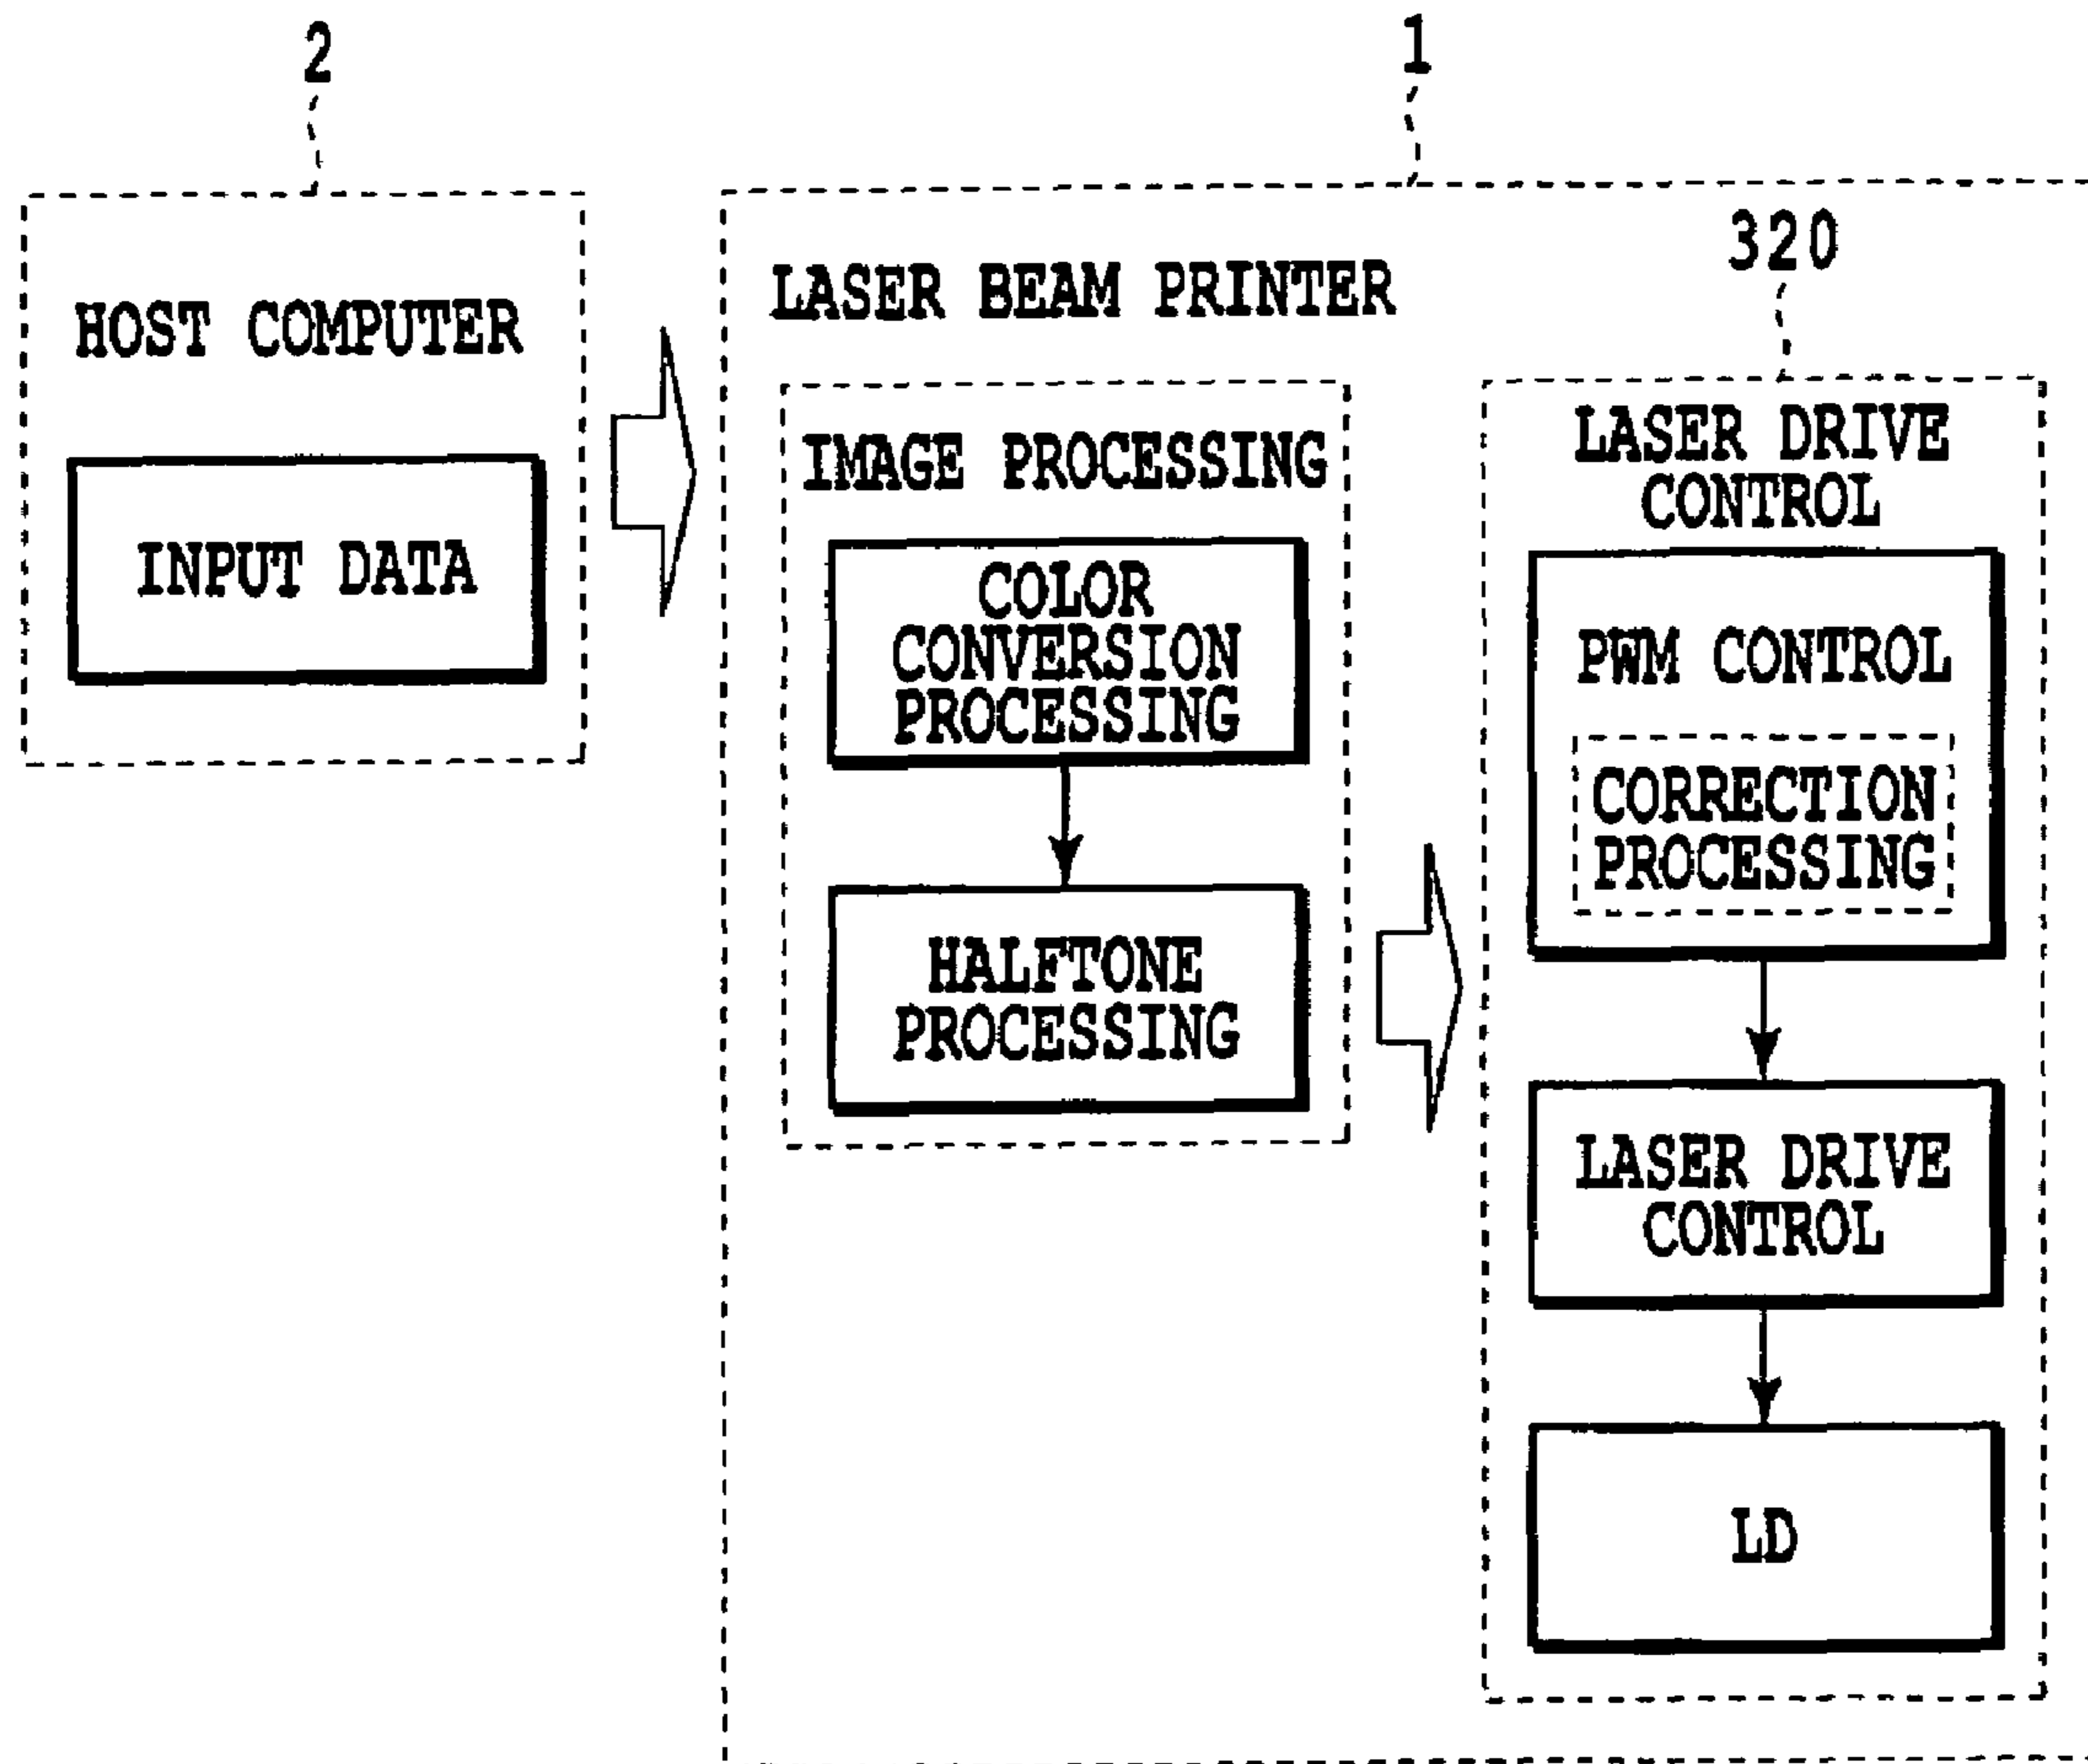 2
1
HOST COMPUTER
INPUT DATA
LASER BEAM PRINTER
IMAGE PROCESSING
COLOR
CONVERSION
PROCESSING
HALFTONE
PROCESSING
320
LASER DRIVE
CONTROL
PWM CONTROL
CORRECTION
PROCESSING
LASER DRIVE
CONTROL
LD